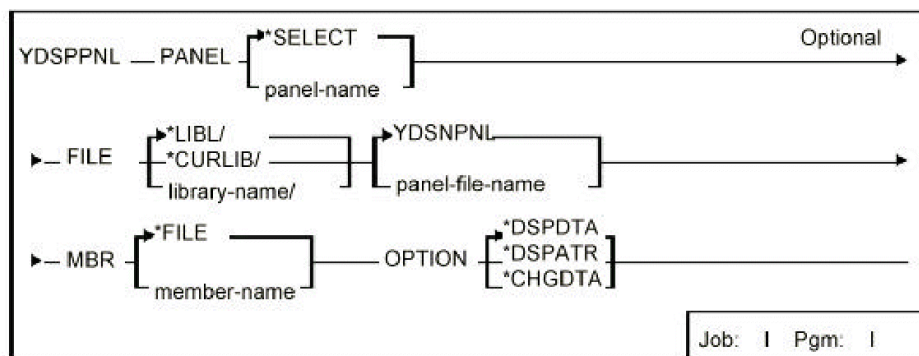 *SELECT
Optional
YDSPPNL PANEL
panel-name
*LIBL/
YDSNPNL
FILE
*CURLIB/
library-name/
panel-file-name
*FILE
*DSPDTA
MBR
OPTION
*DSPATR
member-name
*CHGDTA
Job: I Pgm: I